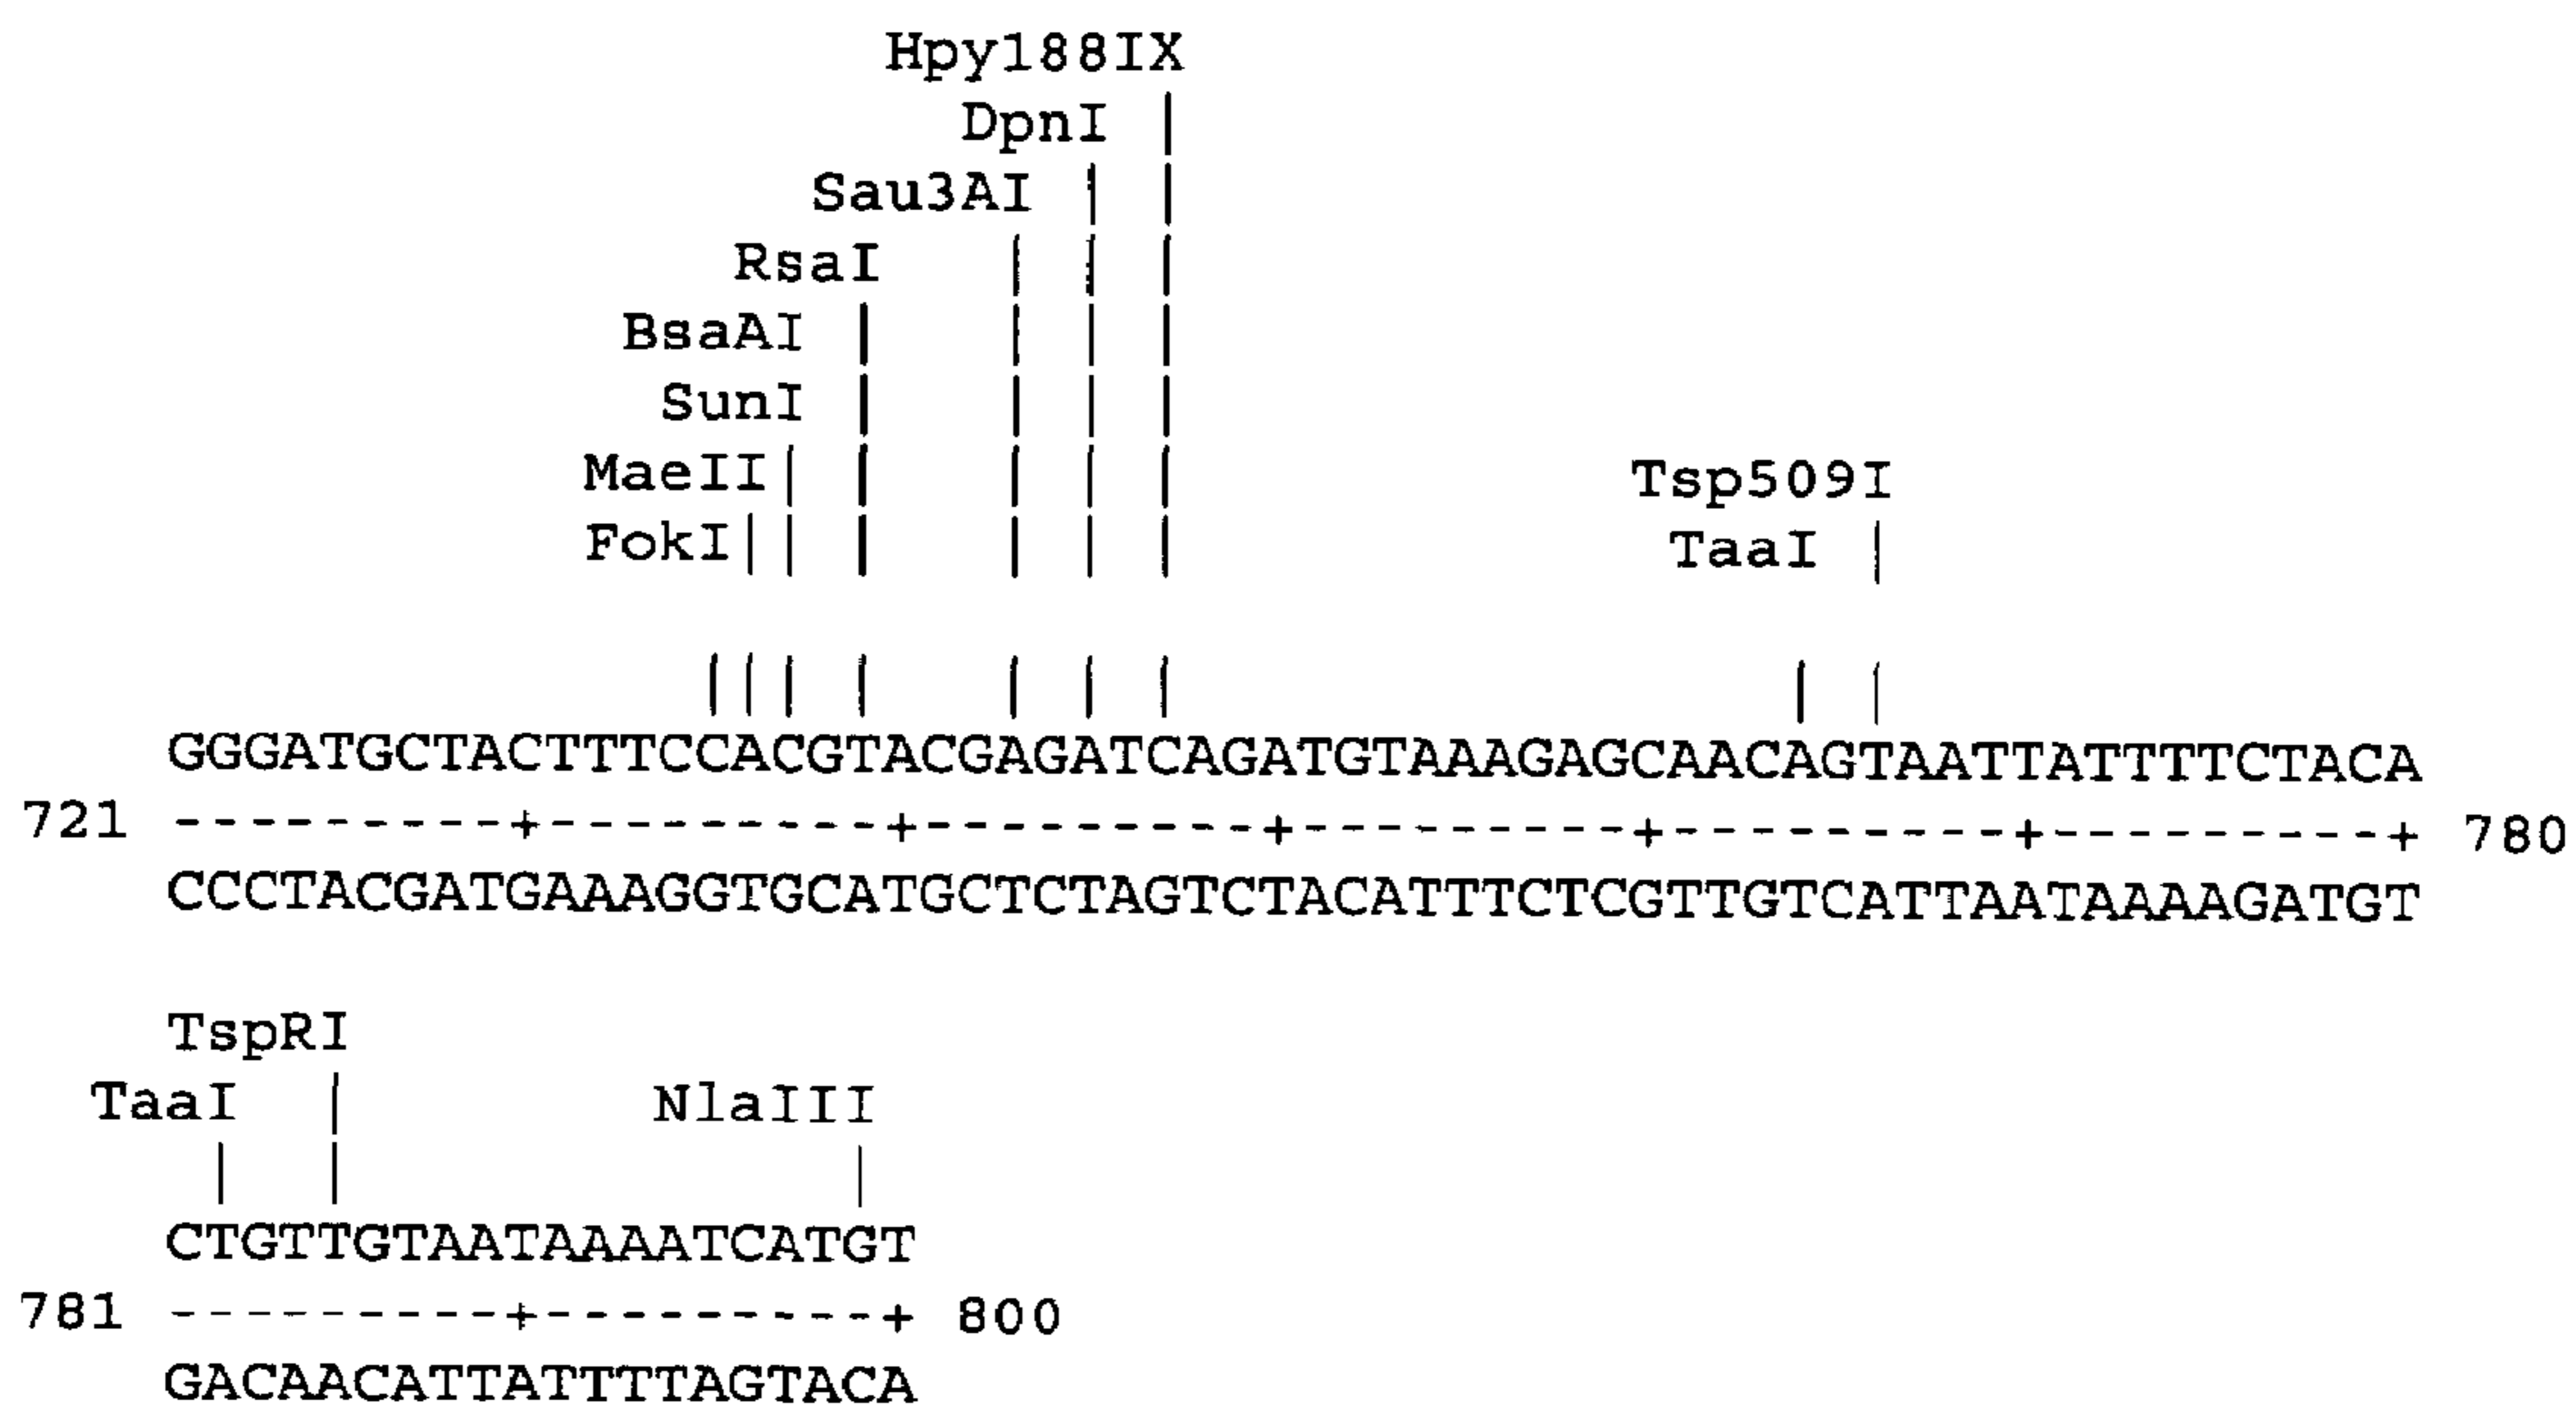 Hpy188IX
DpnI
Sau3AI
RsaI
BsaAI
SunI
MaeII
Tsp509I
FokI
TaaI
GGGATGCTACTTTCCACGTACGAGATCAGATGTAAAGAGCAACAGTAATTATTTTCTACA
721 ---------+---------+---------+---------+---------+---------+ 780
CCCTACGATGAAAGGTGCATGCTCTAGTCTACATTTCTCGTTGTCATTAATAAAAGATGT
TspRI
TaaI NlaIII
CTGTTGTAATAAAATCATGT
781 ---------+---------+ 800
GACAACATTATTTTAGTACA